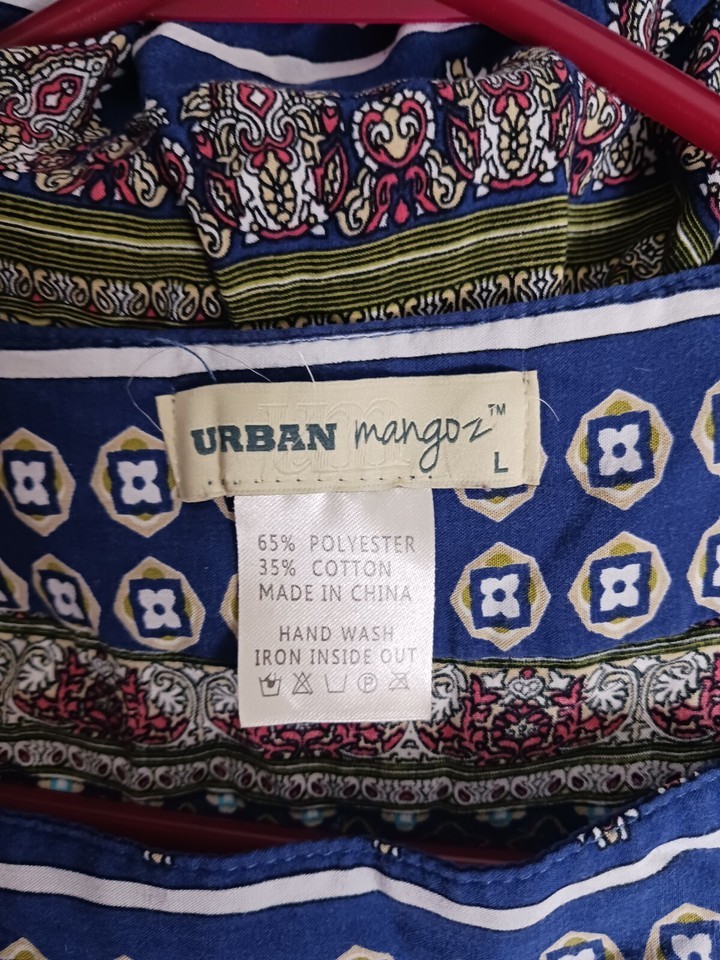 URBAN mangoz™
L
65% POLYESTER
35% COTTON
MADE IN CHINA
HAND WASH
IRON INSIDE OUT
P